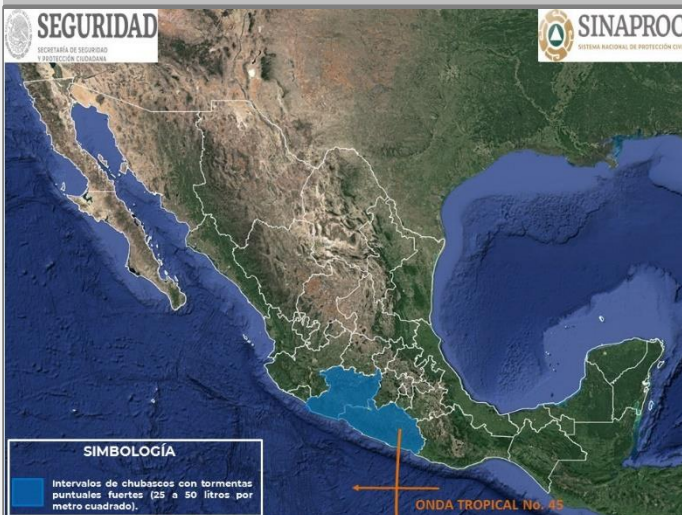 SEGURIDAD
SECRETARÍA DE SEGURIDAD
Y PROTECCIÓN CIUDADANA
SINAPROC
SISTEMA NACIONAL DE PROTECCIÓN CIVI
SIMBOLOGÍA
Intervalos de chubascos con tormentas
puntuales fuertes (25 a 50 litros por
metro cuadrado).
ONDA TROPICAL No. 45